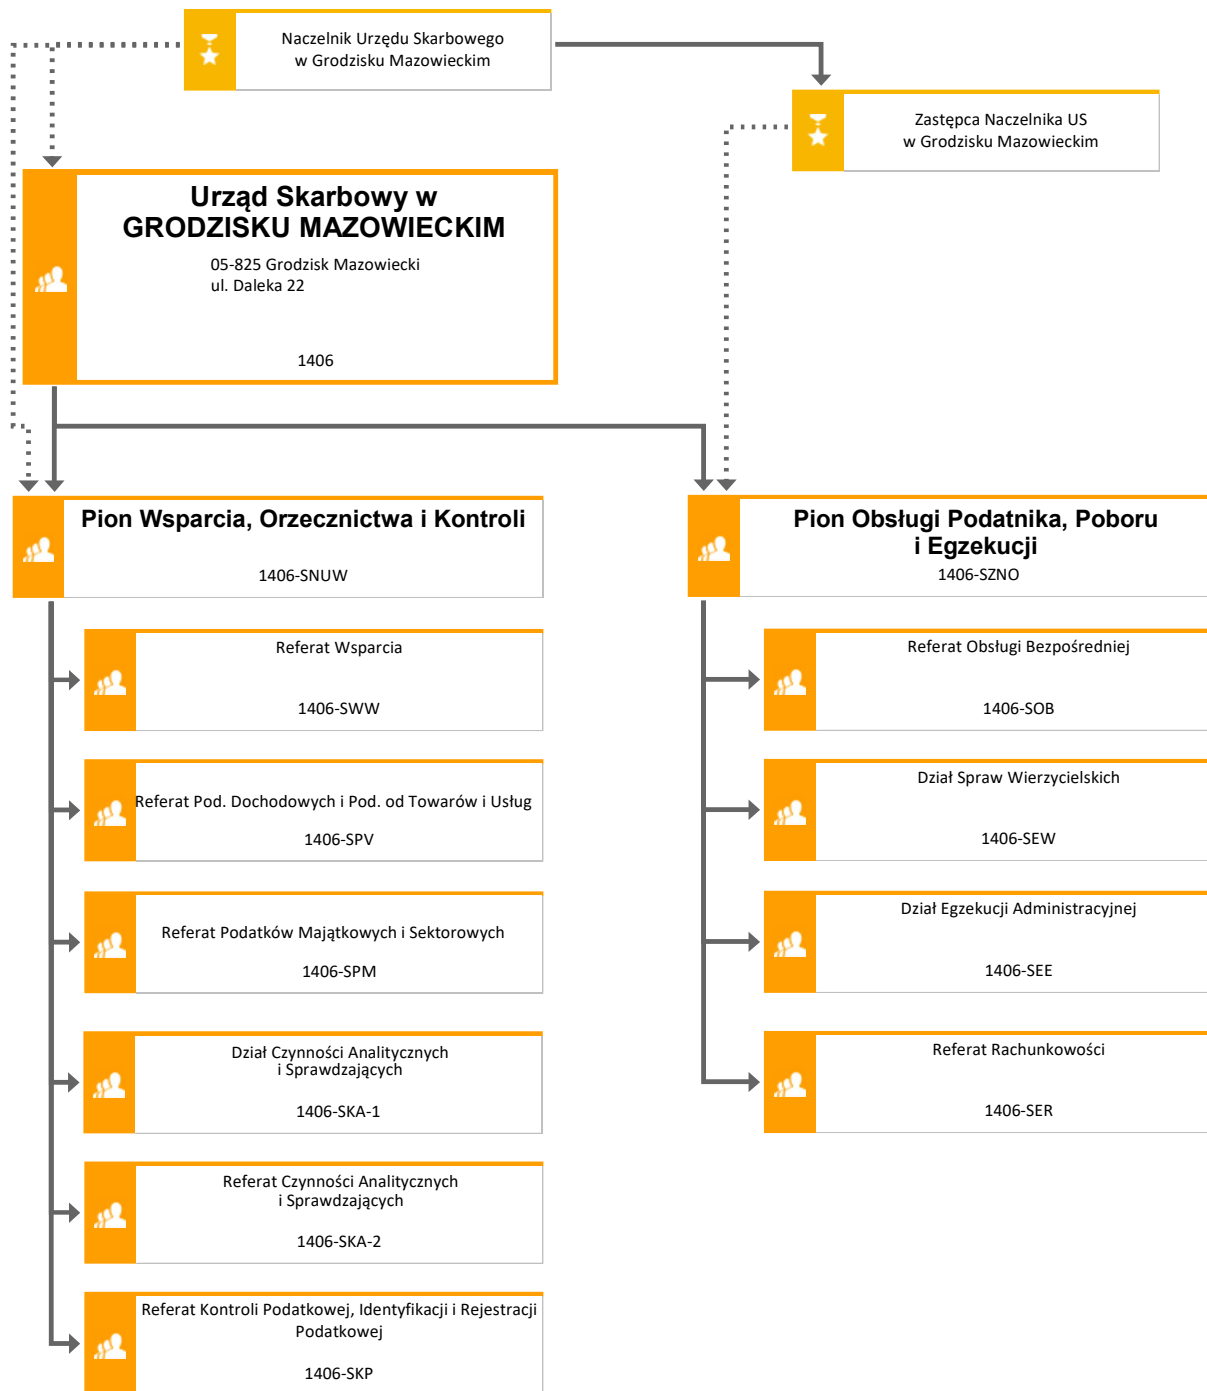 Naczelnik Urzędu Skarbowego
w Grodzisku Mazowieckim
Zastępca Naczelnika US
w Grodzisku Mazowieckim
Urząd Skarbowy w
GRODZISKU MAZOWIECKIM
05-825 Grodzisk Mazowiecki
ul. Daleka 22
1406
Pion Wsparcia, Orzecznictwa i Kontroli
1406-SNUW
Referat Wsparcia
1406-SWW
Referat Pod. Dochodowych i Pod. od Towarów i Usług
1406-SPV
Referat Podatków Majątkowych i Sektorowych
1406-SPM
Dział Czynności Analitycznych
i Sprawdzających
1406-SKA-1
Referat Czynności Analitycznych
i Sprawdzających
1406-SKA-2
Referat Kontroli Podatkowej, Identyfikacji i Rejestracji
Podatkowej
1406-SKP
Pion Obsługi Podatnika, Poboru
i Egzekucji
1406-SZNO
Referat Obsługi Bezpośredniej
1406-SOB
Dział Spraw Wierzycielskich
1406-SEW
Dział Egzekucji Administracyjnej
1406-SEE
Referat Rachunkowości
1406-SER